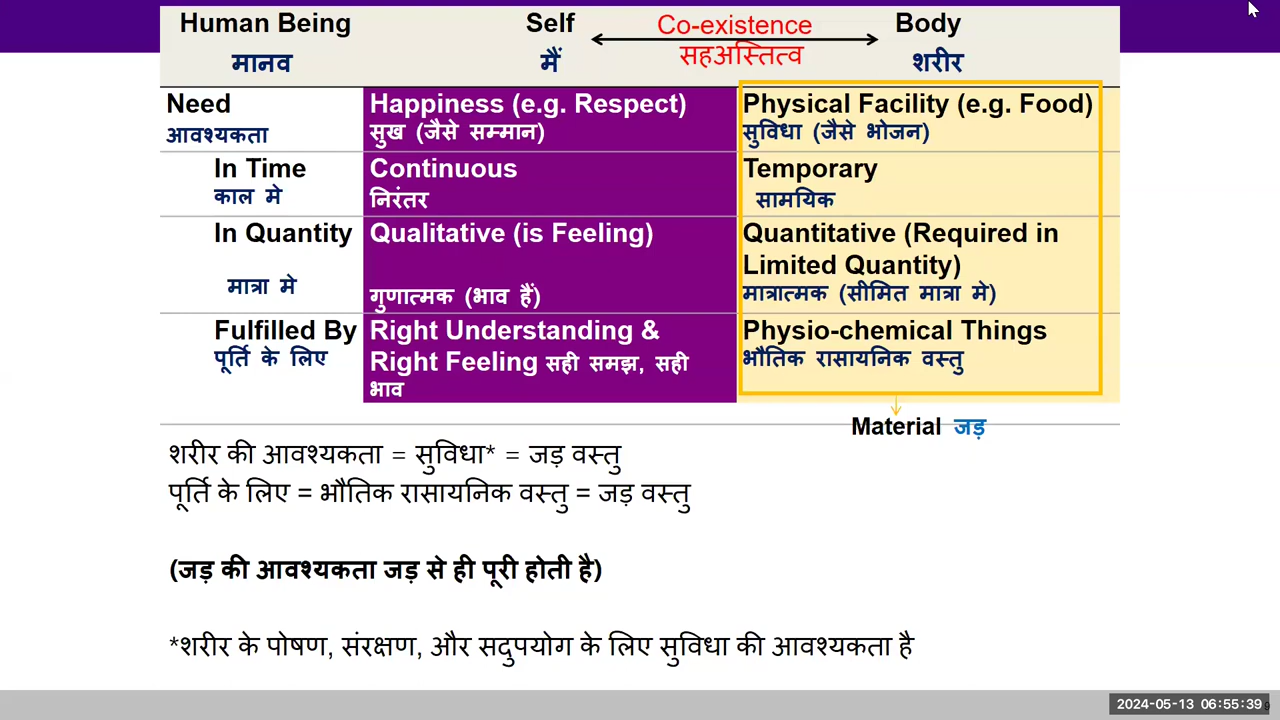 Human Being Self Co-existence Body
मानव मैं सहअस्तित्व शरीर
Need Happiness (e.g. Respect) Physical Facility (e.g. Food)
आवश्यकता सुख (जैसे सम्मान) सुविधा (जैसे भोजन)
In Time Continuous Temporary
काल मे निरंतर सामयिक
In Quantity Qualitative (is Feeling) Quantitative (Required in
Limited Quantity)
मात्रा मे गुणात्मक (भाव हैं) मात्रात्मक (सीमित मात्रा मे)
Fulfilled By Right Understanding & Physio-chemical Things
पूर्ति के लिए Right Feeling सही समझ, सही भौतिक रासायनिक वस्तु
भाव
Material जड़
शरीर की आवश्यकता = सुविधा* = जड़ वस्तु
पूर्ति के लिए = भौतिक रासायनिक वस्तु = जड़ वस्तु
(जड़ की आवश्यकता जड़ से ही पूरी होती है)
*शरीर के पोषण, संरक्षण, और सदुपयोग के लिए सुविधा की आवश्यकता है
2024-05-13 06:55:39